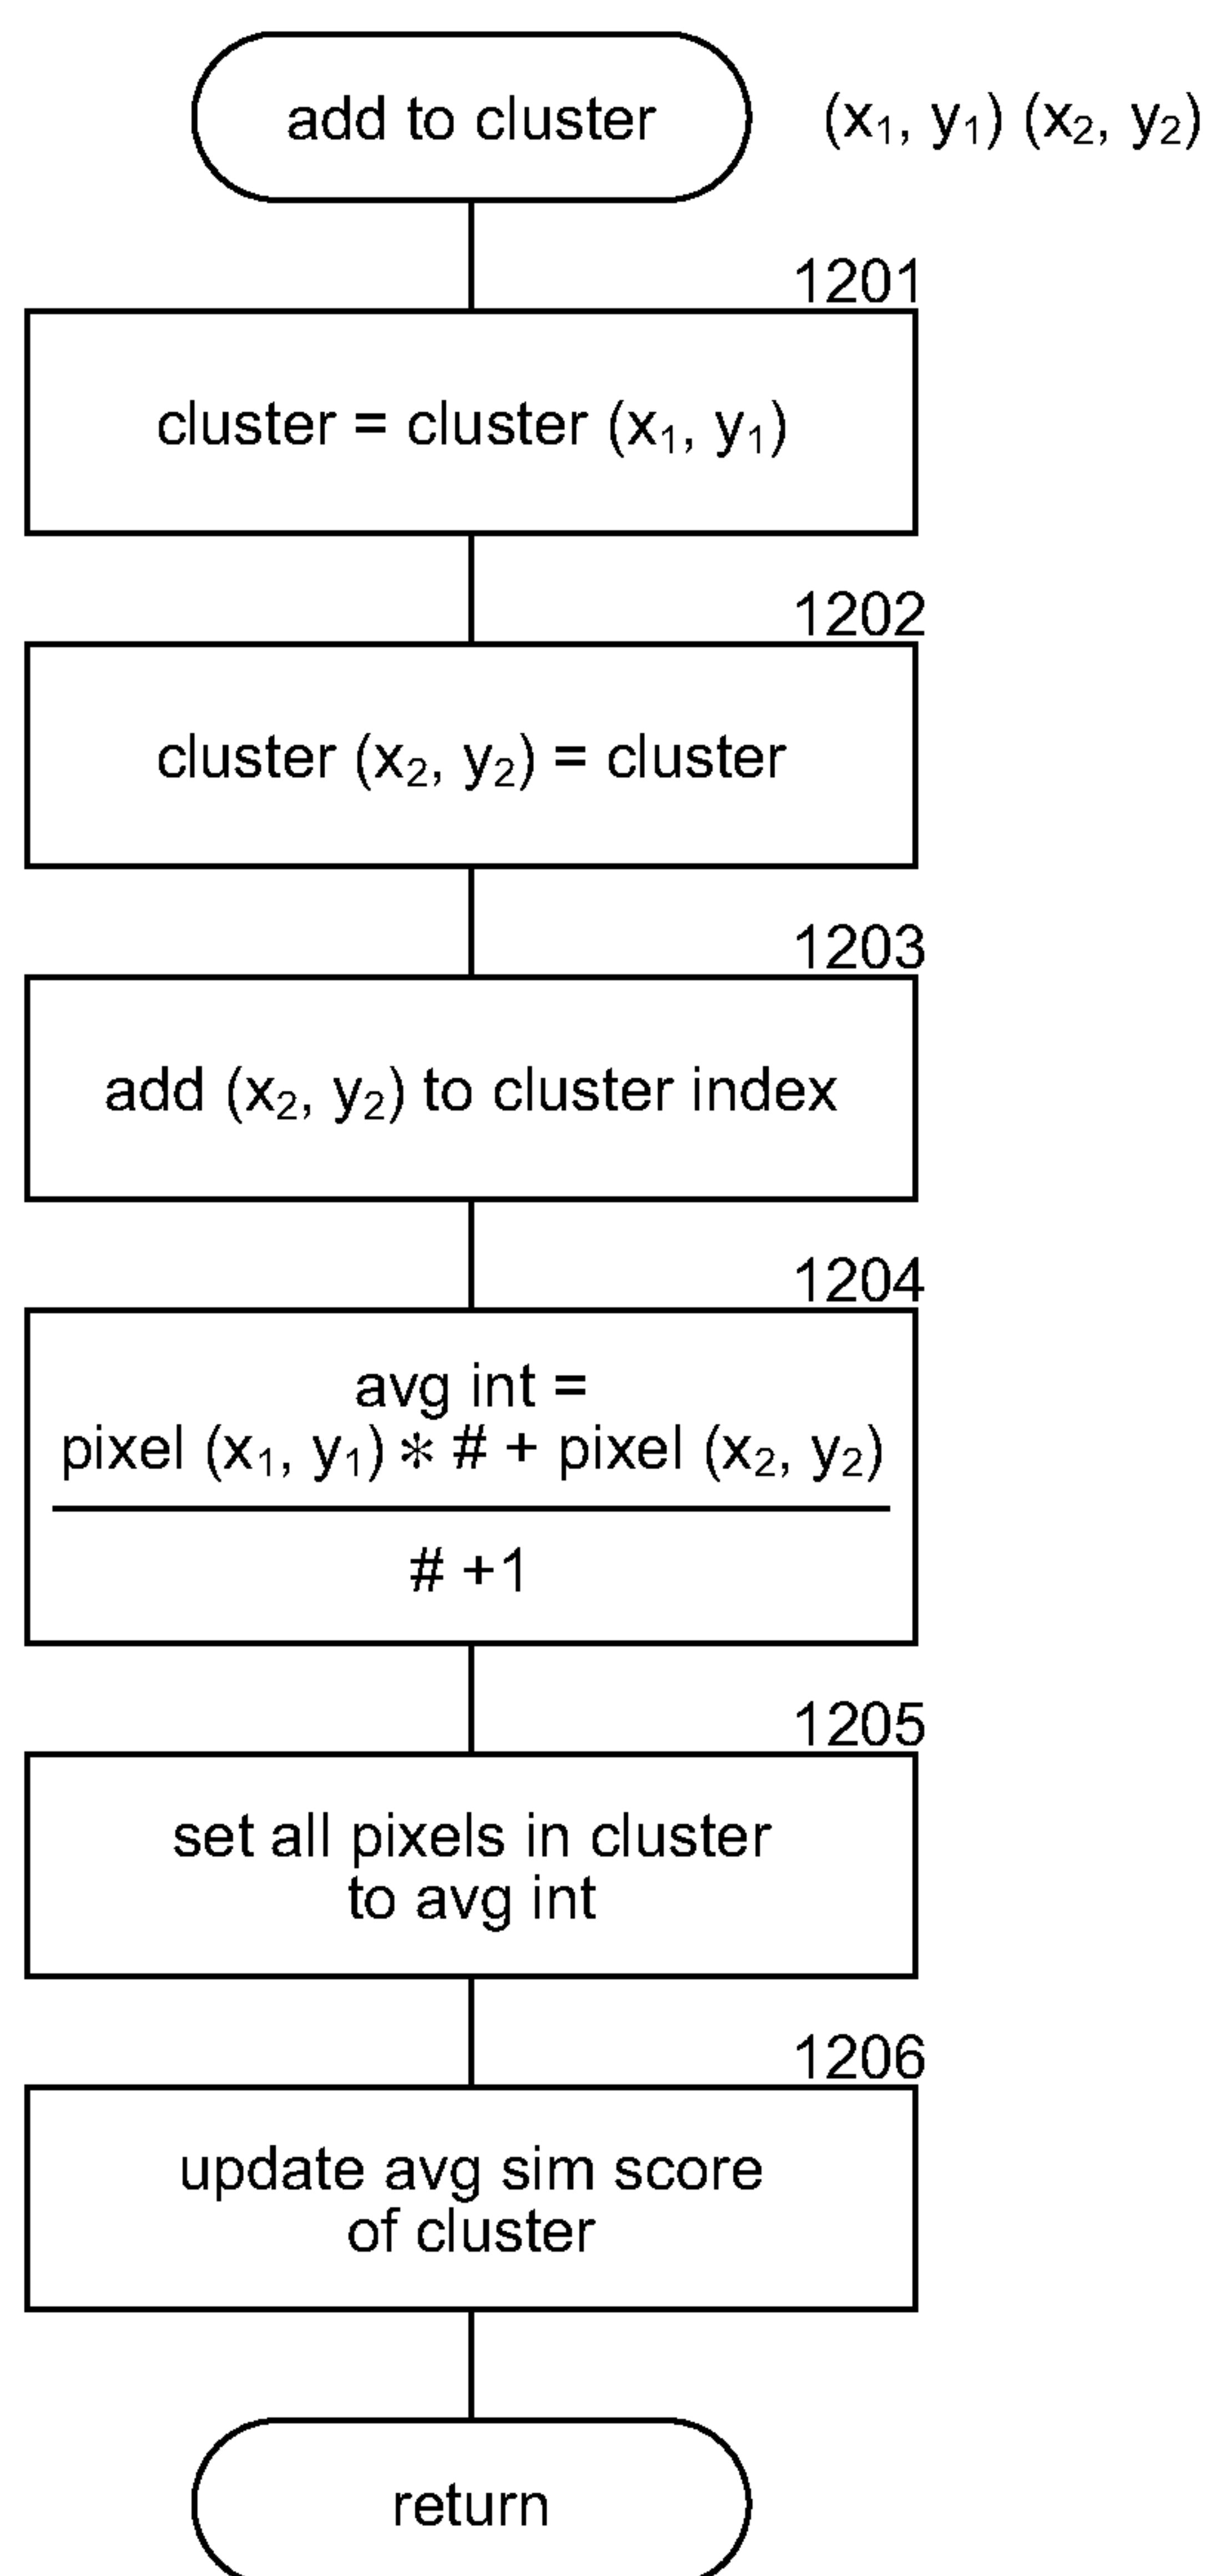 add to cluster (x₁, y₁) (x₂, y₂)
1201
cluster = cluster (x₁, y₁)
1202
cluster (x₂, y₂) = cluster
1203
add (x₂, y₂) to cluster index
1204
avg int =
pixel (x₁, y₁) * # + pixel (x₂, y₂)
# +1
1205
set all pixels in cluster
to avg int
1206
update avg sim score
of cluster
return